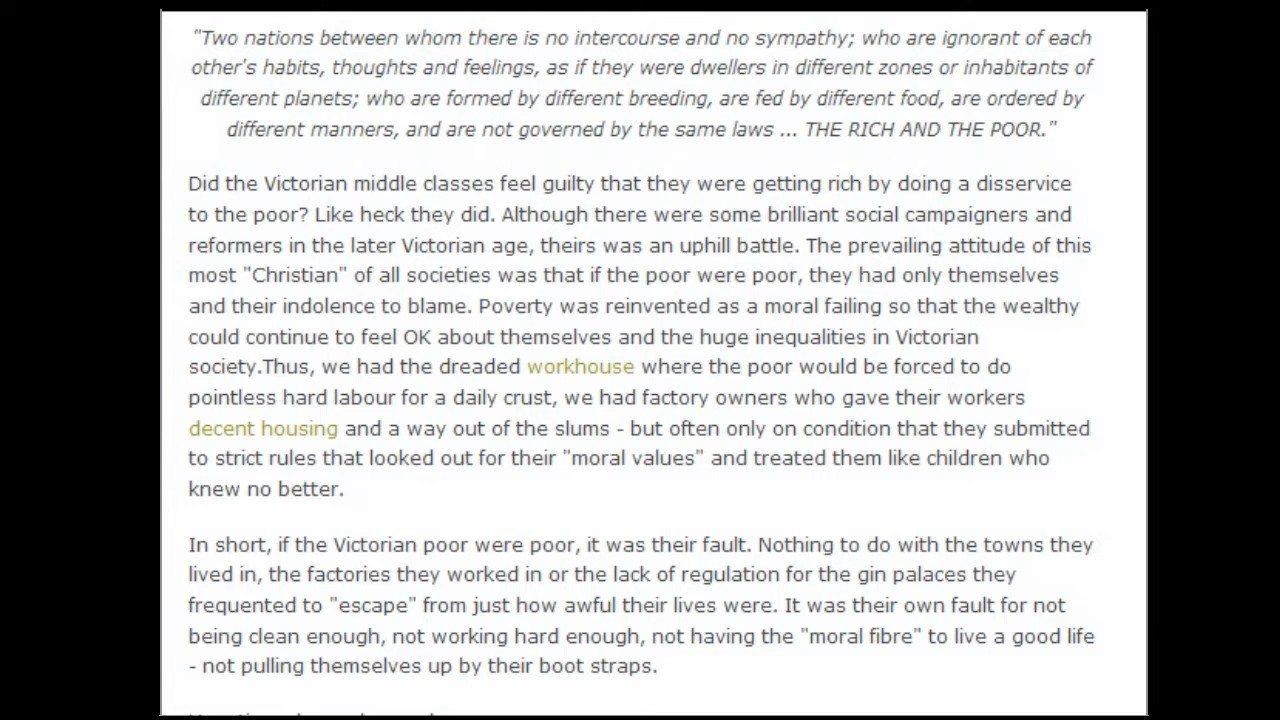 "Two nations between whom there is no intercourse and no sympathy; who are ignorant of each
other's habits, thoughts and feelings, as if they were dwellers in different zones or inhabitants of
different planets; who are formed by different breeding, are fed by different food, are ordered by
different manners, and are not governed by the same laws ... THE RICH AND THE POOR."
Did the Victorian middle classes feel guilty that they were getting rich by doing a disservice
to the poor? Like heck they did. Although there were some brilliant social campaigners and
reformers in the later Victorian age, theirs was an uphill battle. The prevailing attitude of this
most "Christian" of all societies was that if the poor were poor, they had only themselves
and their indolence to blame. Poverty was reinvented as a moral failing so that the wealthy
could continue to feel OK about themselves and the huge inequalities in Victorian
society.Thus, we had the dreaded workhouse where the poor would be forced to do
pointless hard labour for a daily crust, we had factory owners who gave their workers
decent housing and a way out of the slums - but often only on condition that they submitted
to strict rules that looked out for their "moral values" and treated them like children who
knew no better.
In short, if the Victorian poor were poor, it was their fault. Nothing to do with the towns they
lived in, the factories they worked in or the lack of regulation for the gin palaces they
frequented to "escape" from just how awful their lives were. It was their own fault for not
being clean enough, not working hard enough, not having the "moral fibre" to live a good life
- not pulling themselves up by their boot straps.